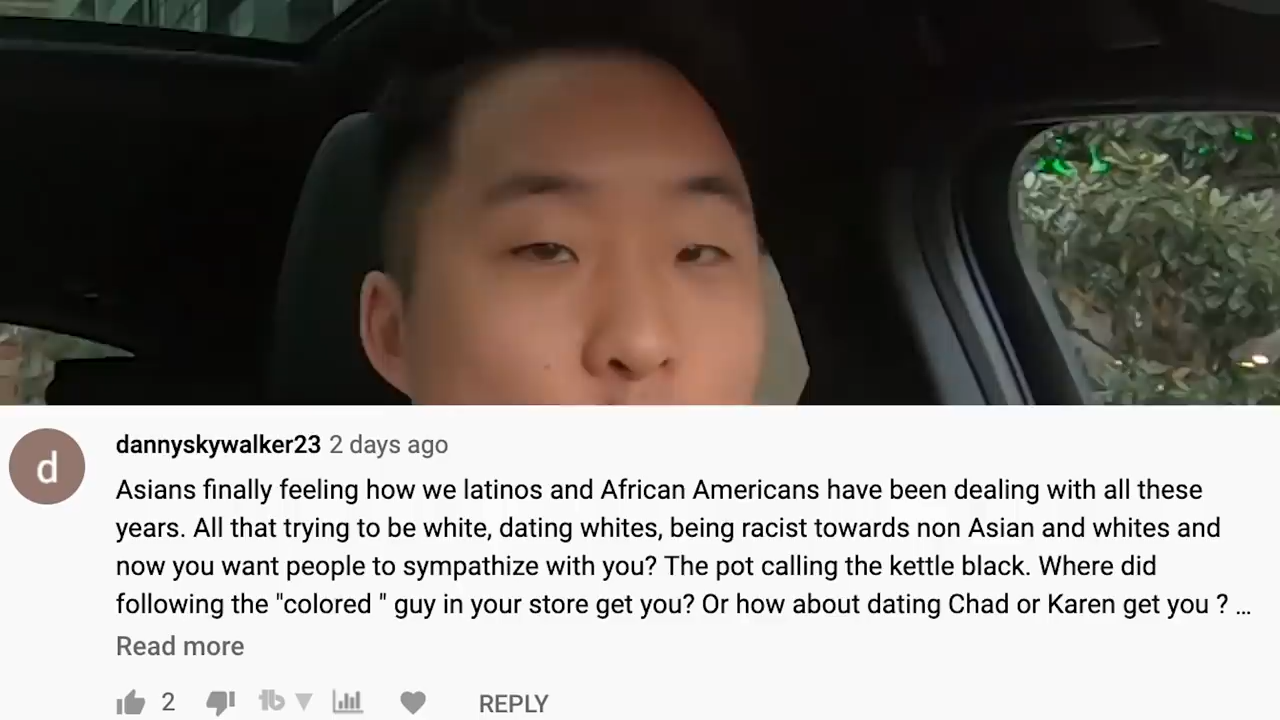 d
dannyskywalker23 2 days ago
Asians finally feeling how we latinos and African Americans have been dealing with all these
years. All that trying to be white, dating whites, being racist towards non Asian and whites and
now you want people to sympathize with you? The pot calling the kettle black. Where did
following the "colored " guy in your store get you? Or how about dating Chad or Karen get you ? ...
Read more
2 tb REPLY